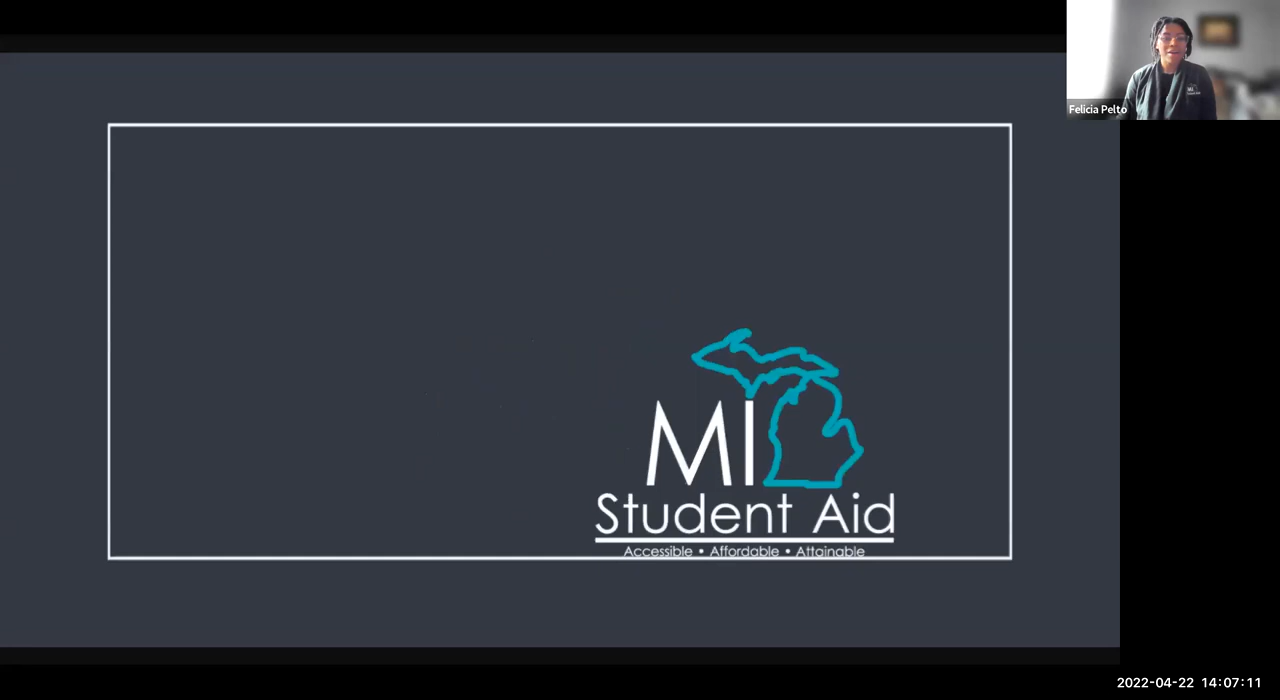 Felicia Pelto
MI
Student Aid
Accessible • Affordable • Attainable
2022-04-22 14:07:11